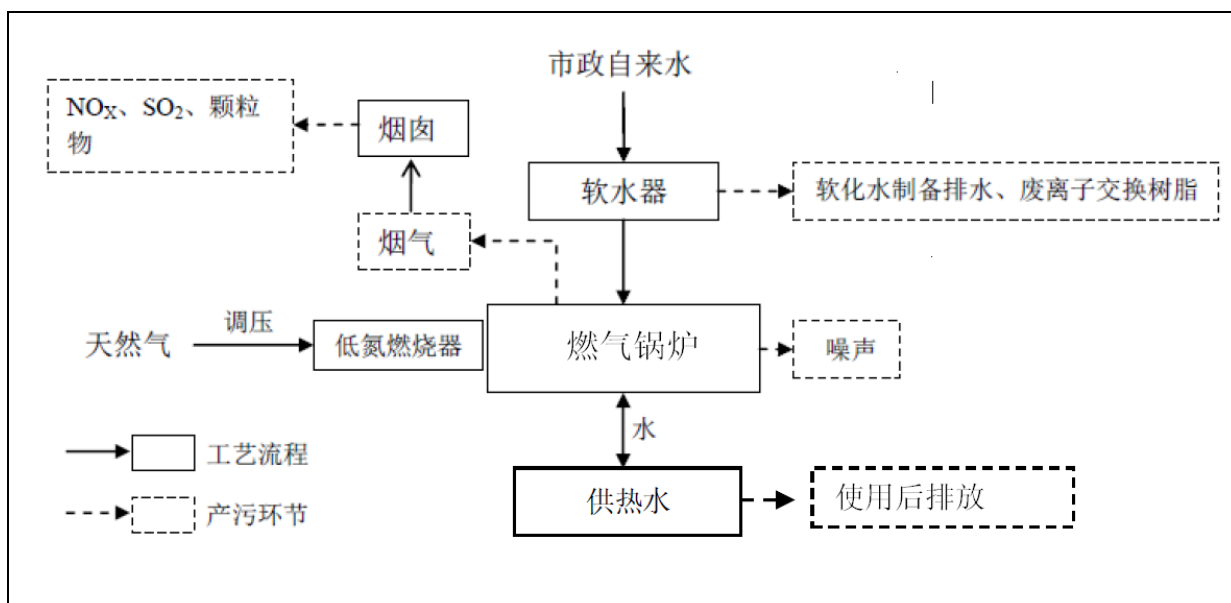 市政自来水
NOX、SO2、颗粒
物
烟囱
软水器
软化水制备排水、废离子交换树脂
烟气
天然气
调压
低氮燃烧器
燃气锅炉
噪声
水
工艺流程
供热水
使用后排放
产污环节